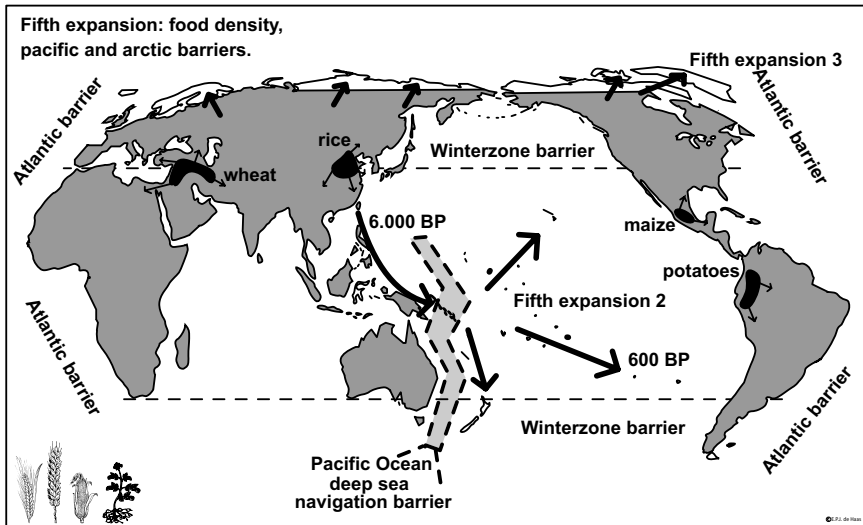 Fifth expansion: food density,
pacific and arctic barriers.
Fifth expansion 3
Atlantic barrier
Atlantic barrier
rice
Winterzone barrier
wheat
6.000 BP
maize
potatoes
Fifth expansion 2
Atlantic barrier
600 BP
Atlantic barrier
Winterzone barrier
Pacific Ocean
deep sea
navigation barrier
©E.P.J. de Haas